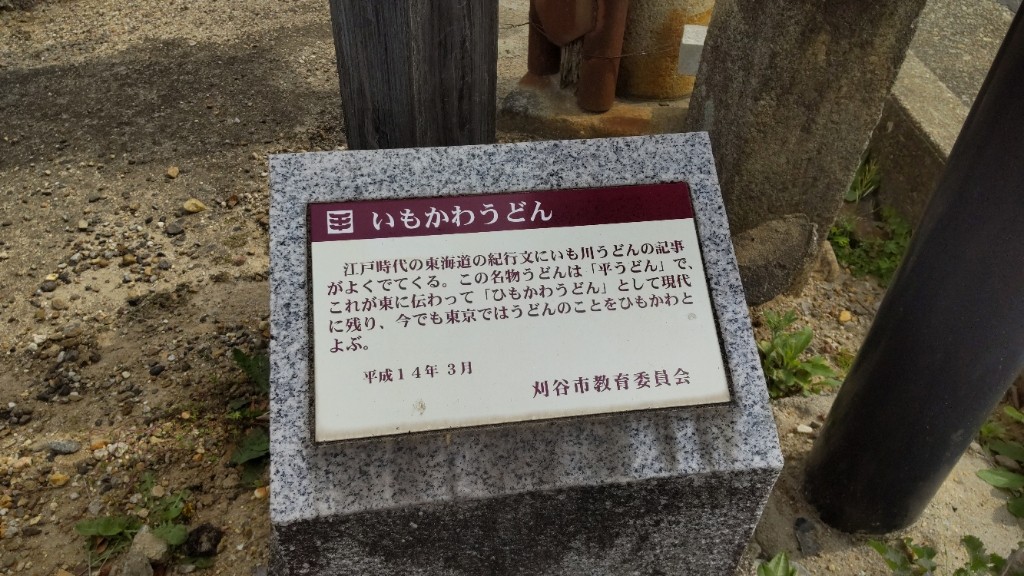 いもかわうどん
江戸時代の東海道の紀行文にいも川うどんの記事
がよくでてくる。この名物うどんは「平うどん」で、
これが東に伝わって「ひもかわうどん」として現代
に残り、今でも東京ではうどんのことをひもかわと
よぶ。
平成14年 3月
刈谷市教育委員会